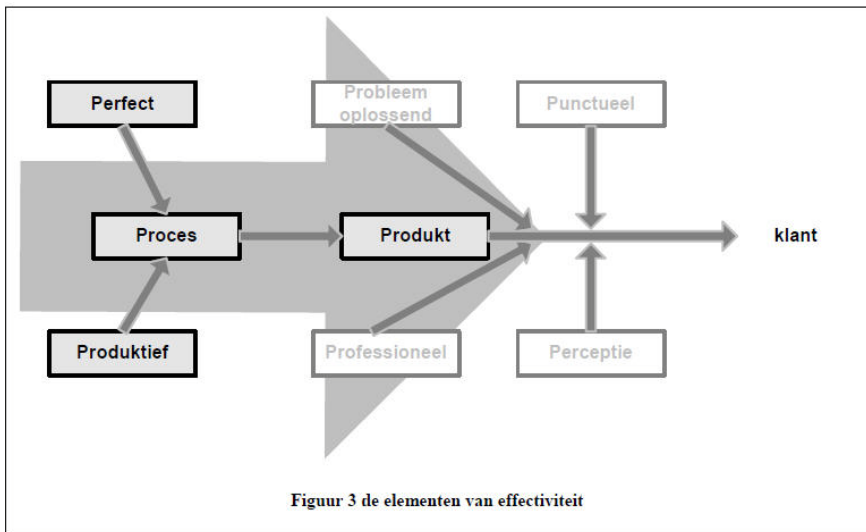 Perfect
Probleem
oplossend
Punctueel
Proces
Produkt
klant
Produktief
Professioneel
Perceptie
Figuur 3 de elementen van effectiviteit